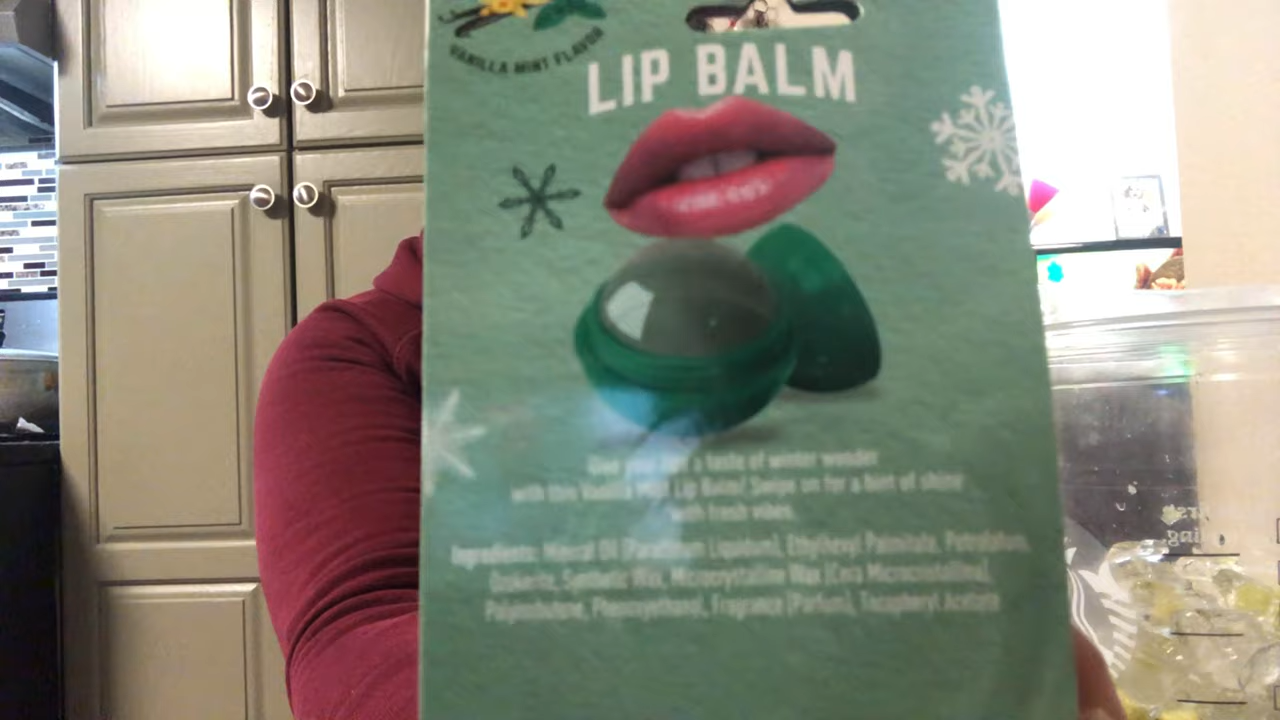 VANILLA MINT FLAVOR
LIP BALM
Give your lips a taste of winter wonder
with this Vanilla Mint Lip Balm! Swipe on for a hint of shine
with fresh vibes.
Ingredients: Mineral Oil (Paraffinum Liquidum), Ethylhexyl Palmitate, Petrolatum,
Ozokerite, Synthetic Wax, Microcrystalline Wax (Cera Microcristallina),
Polyisobutene, Phenoxyethanol, Fragrance (Parfum), Tocopheryl Acetate